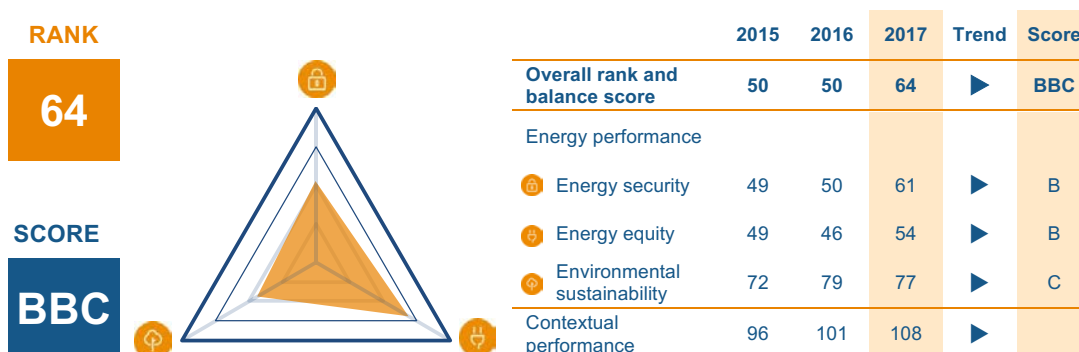 RANK
64
SCORE
BBC
2015 2016 2017 Trend Score
Overall rank and
balance score 50 50 64 BBC
Energy performance
Energy security 49 50 61 B
Energy equity 49 46 54 B
Environmental
sustainability 72 79 77 C
Contextual
performance 96 101 108